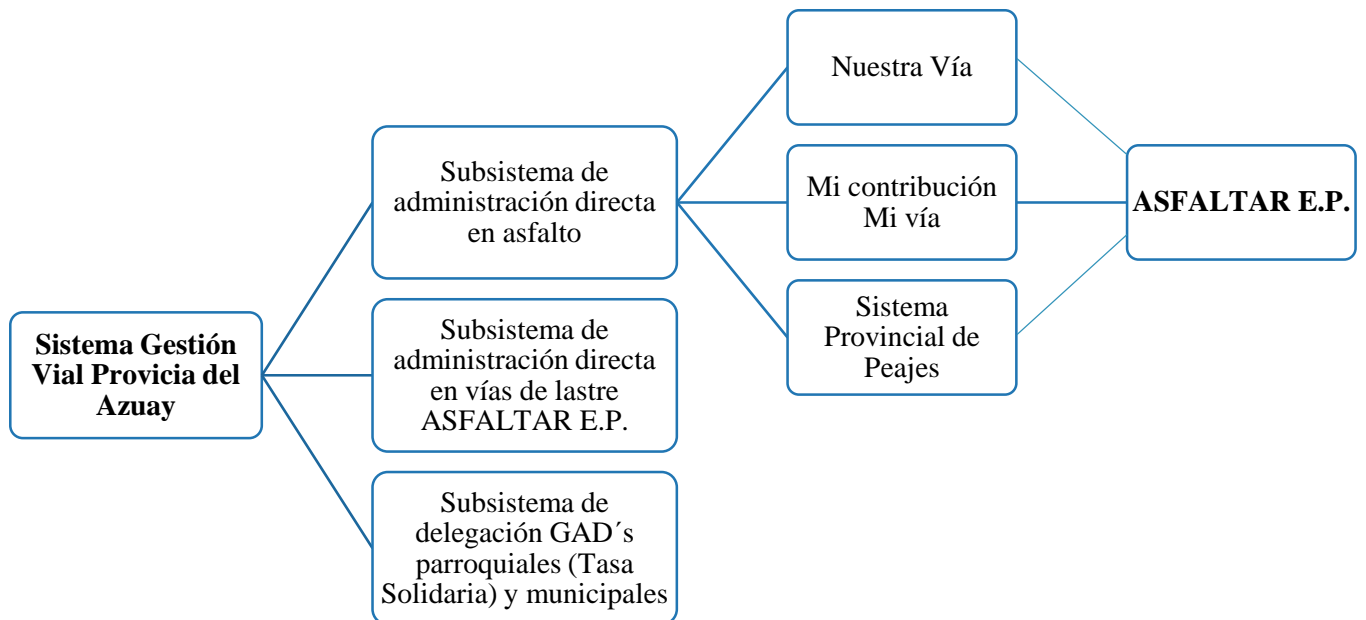 Sistema Gestión
Vial Provicia del
Azuay
Subsistema de
administración directa
en asfalto
Subsistema de
administración directa
en vías de lastre
ASFALTAR E.P.
Subsistema de
delegación GAD´s
parroquiales (Tasa
Solidaria) y municipales
Nuestra Vía
Mi contribución
Mi vía
Sistema
Provincial de
Peajes
ASFALTAR E.P.